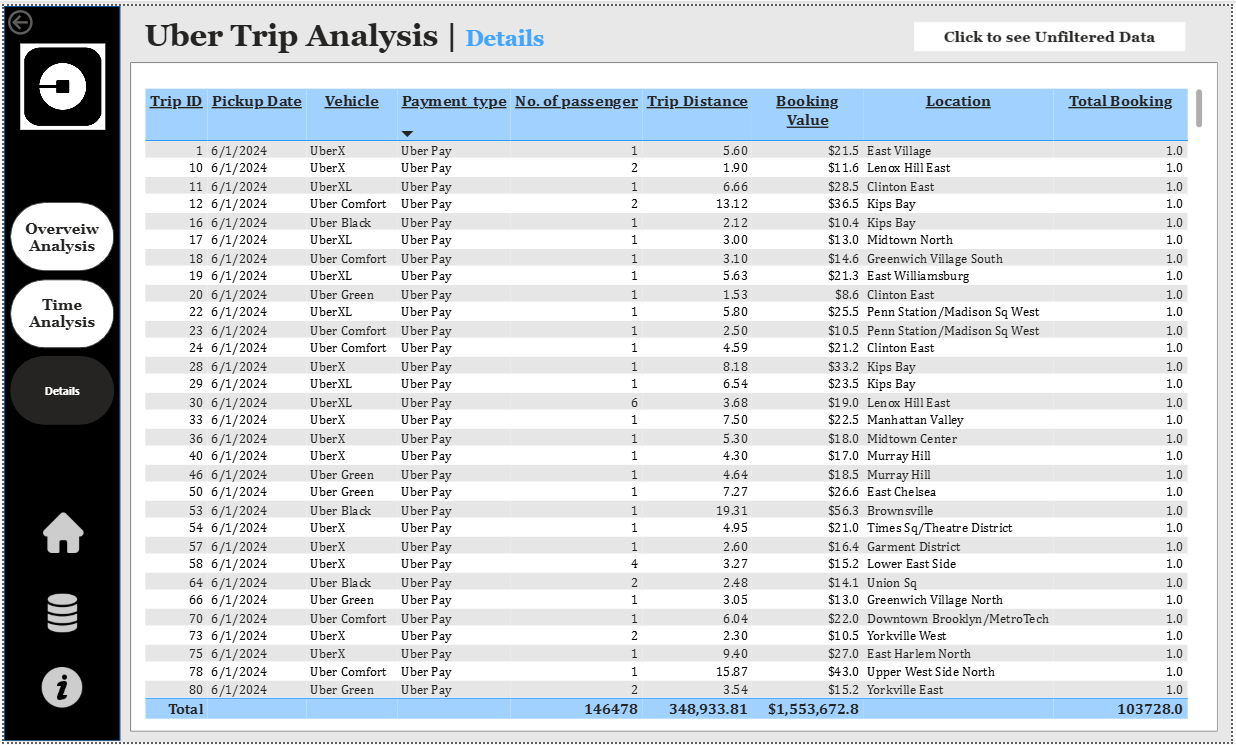 Uber Trip Analysis | Details
Click to see Unfiltered Data
Overveiw
Analysis
Time
Analysis
Details
Trip ID Pickup Date Vehicle Payment type No. of passenger Trip Distance Booking Value Location Total Booking
1 6/1/2024 UberX Uber Pay 1 5.60 $21.5 East Village 1.0
10 6/1/2024 UberX Uber Pay 2 1.90 $11.6 Lenox Hill East 1.0
11 6/1/2024 UberXL Uber Pay 1 6.66 $28.5 Clinton East 1.0
12 6/1/2024 Uber Comfort Uber Pay 2 13.12 $36.5 Kips Bay 1.0
16 6/1/2024 Uber Black Uber Pay 1 2.12 $10.4 Kips Bay 1.0
17 6/1/2024 UberXL Uber Pay 1 3.00 $13.0 Midtown North 1.0
18 6/1/2024 Uber Comfort Uber Pay 1 3.10 $14.6 Greenwich Village South 1.0
19 6/1/2024 UberXL Uber Pay 1 5.63 $21.3 East Williamsburg 1.0
20 6/1/2024 Uber Green Uber Pay 1 1.53 $8.6 Clinton East 1.0
22 6/1/2024 UberXL Uber Pay 1 5.80 $25.5 Penn Station/Madison Sq West 1.0
23 6/1/2024 Uber Comfort Uber Pay 1 2.50 $10.5 Penn Station/Madison Sq West 1.0
24 6/1/2024 Uber Comfort Uber Pay 1 4.59 $21.2 Clinton East 1.0
28 6/1/2024 UberX Uber Pay 1 8.18 $33.2 Kips Bay 1.0
29 6/1/2024 UberXL Uber Pay 1 6.54 $23.5 Kips Bay 1.0
30 6/1/2024 UberXL Uber Pay 6 3.68 $19.0 Lenox Hill East 1.0
33 6/1/2024 UberX Uber Pay 1 7.50 $22.5 Manhattan Valley 1.0
36 6/1/2024 UberX Uber Pay 1 5.30 $18.0 Midtown Center 1.0
40 6/1/2024 UberX Uber Pay 1 4.30 $17.0 Murray Hill 1.0
46 6/1/2024 Uber Green Uber Pay 1 4.64 $18.5 Murray Hill 1.0
50 6/1/2024 Uber Green Uber Pay 1 7.27 $26.6 East Chelsea 1.0
53 6/1/2024 Uber Black Uber Pay 1 19.31 $56.3 Brownsville 1.0
54 6/1/2024 UberX Uber Pay 1 4.95 $21.0 Times Sq/Theatre District 1.0
57 6/1/2024 UberX Uber Pay 1 2.60 $16.4 Garment District 1.0
58 6/1/2024 UberX Uber Pay 4 3.27 $15.2 Lower East Side 1.0
64 6/1/2024 Uber Black Uber Pay 2 2.48 $14.1 Union Sq 1.0
66 6/1/2024 Uber Green Uber Pay 1 3.05 $13.0 Greenwich Village North 1.0
70 6/1/2024 Uber Comfort Uber Pay 1 6.04 $22.0 Downtown Brooklyn/MetroTech 1.0
73 6/1/2024 UberX Uber Pay 2 2.30 $10.5 Yorkville West 1.0
75 6/1/2024 UberX Uber Pay 1 9.40 $27.0 East Harlem North 1.0
78 6/1/2024 Uber Comfort Uber Pay 1 15.87 $43.0 Upper West Side North 1.0
80 6/1/2024 Uber Green Uber Pay 2 3.54 $15.2 Yorkville East 1.0
Total 146478 348,933.81 $1,553,672.8 103728.0